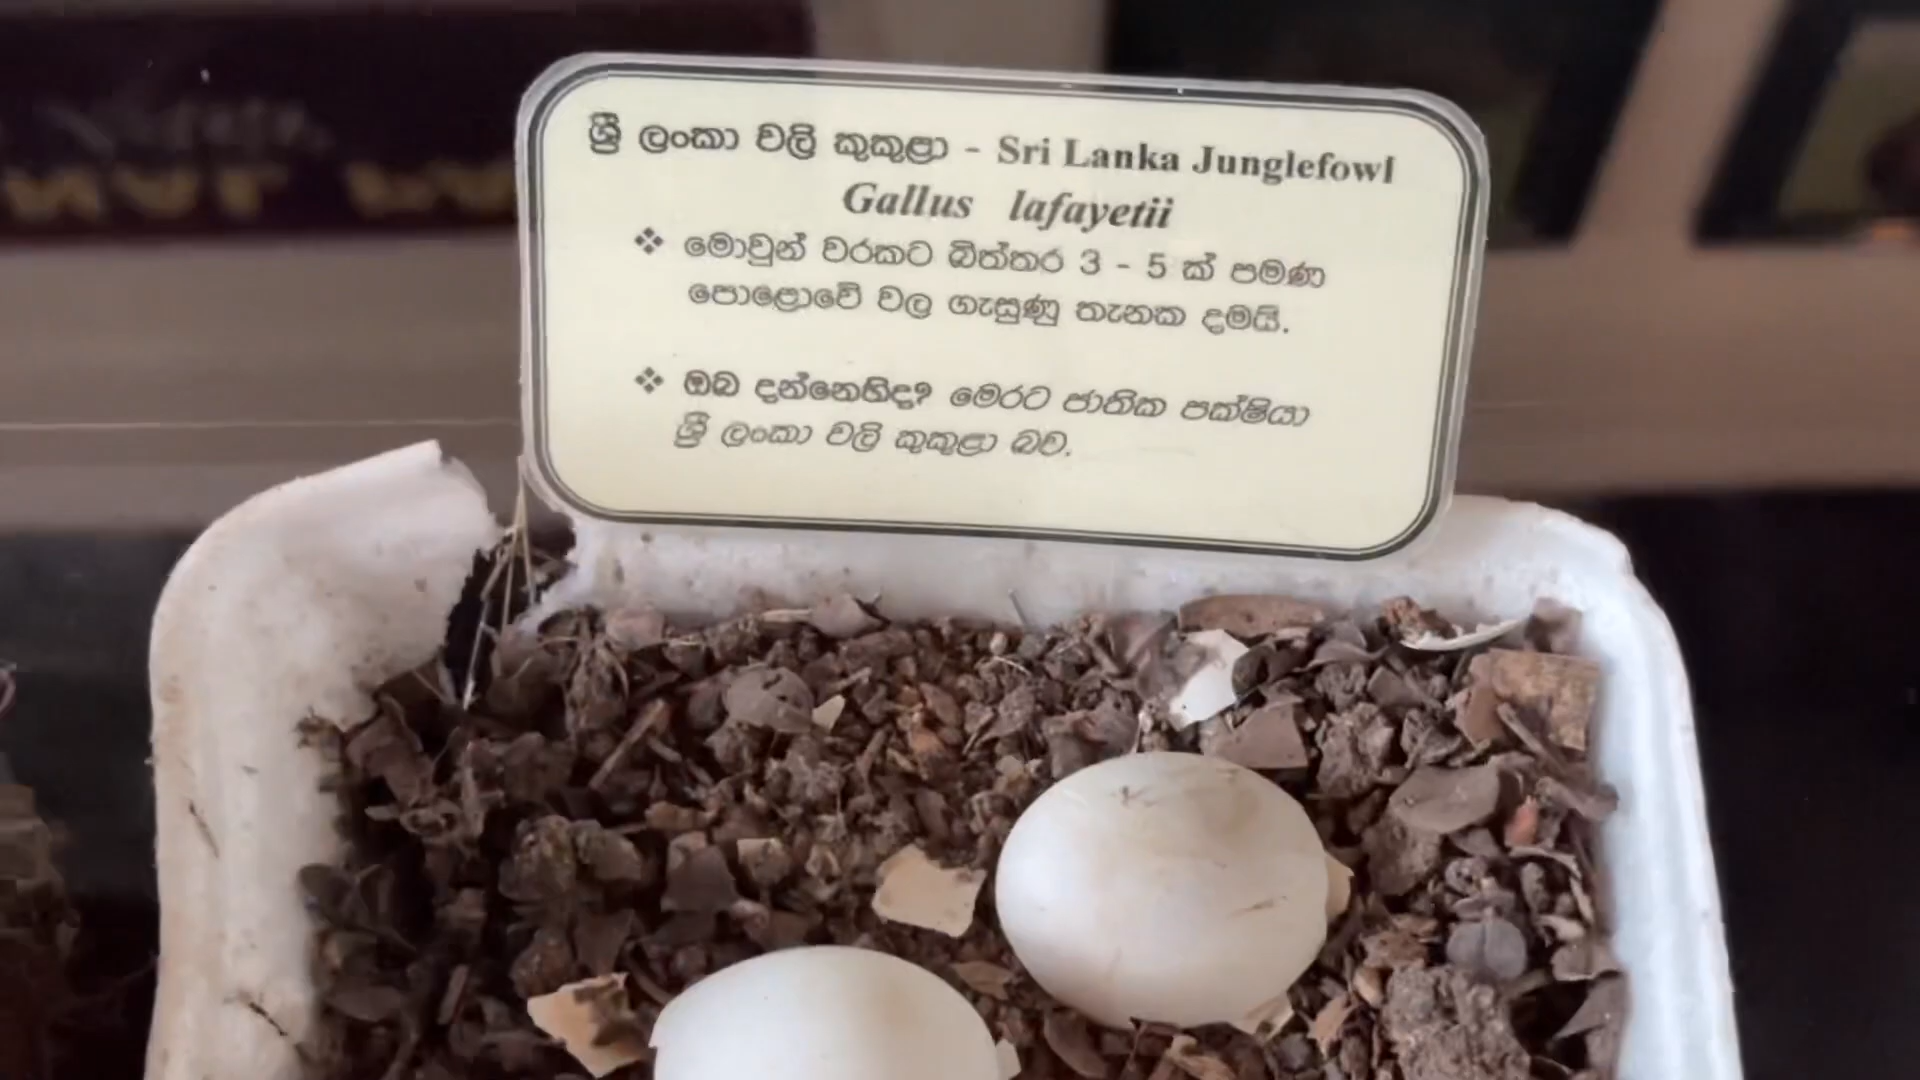 ශ්‍රී ලංකා වලි කුකුළා - Sri Lanka Junglefowl
Gallus lafayetii
❖ මොවුන් වරකට බිත්තර 3 - 5 ක් පමණ
පොළොවේ වල ගැසුණු තැනක දමයි.
❖ ඔබ දන්නෙහිද? මෙරට ජාතික පක්ෂියා
ශ්‍රී ලංකා වලි කුකුළා බව.